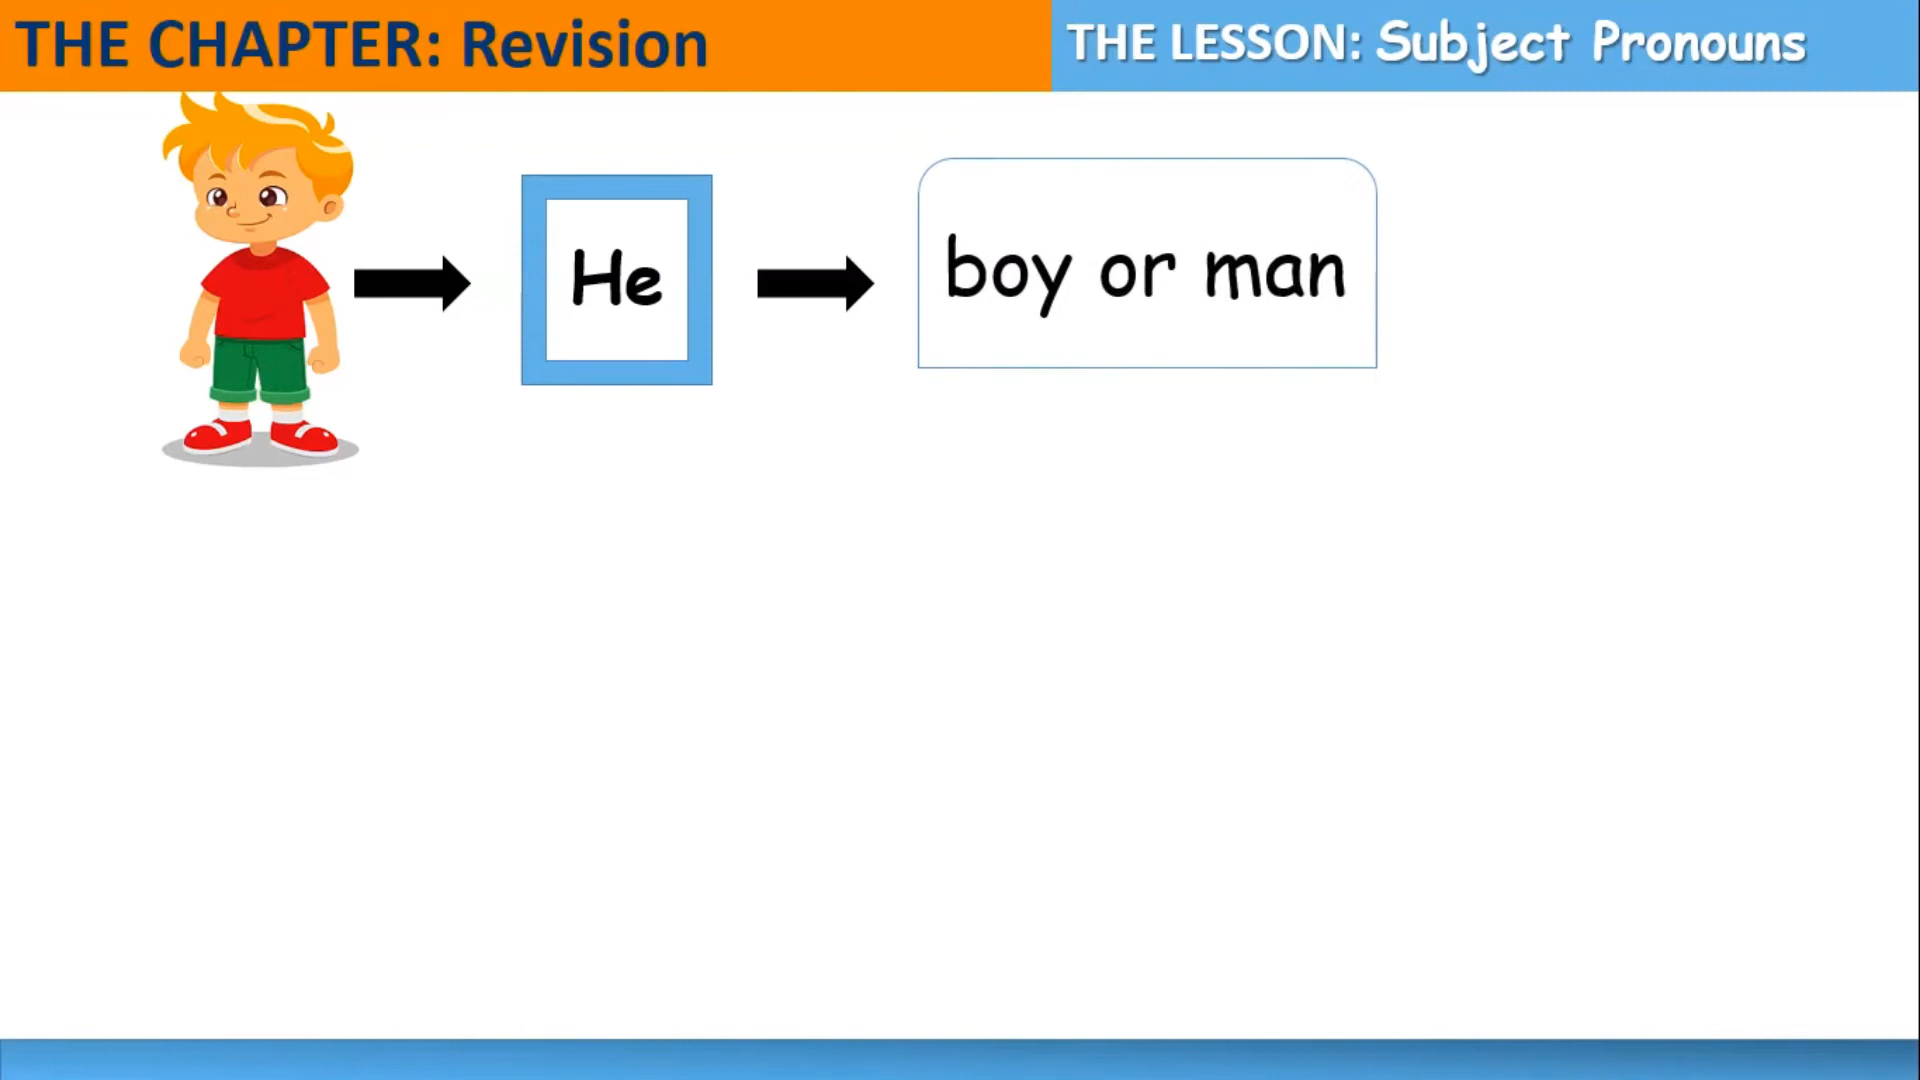 THE CHAPTER: Revision
THE LESSON: Subject Pronouns
He
boy or man